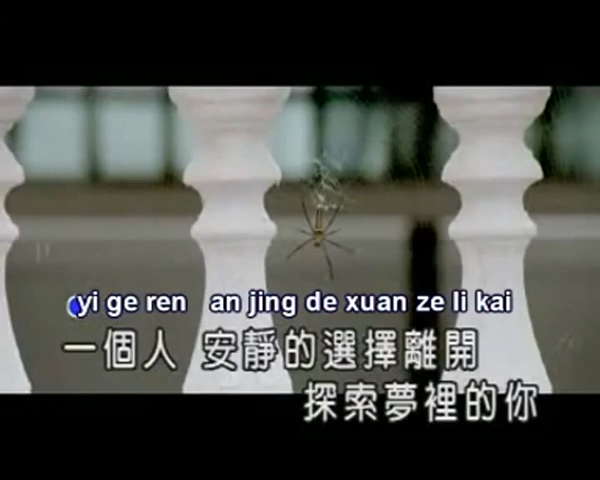 yi ge ren an jing de xuan ze li kai
一個人 安靜的選擇離開
探索夢裡的你